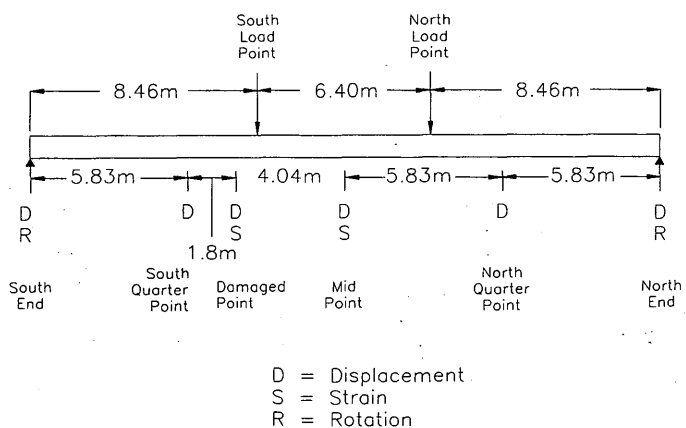 South
Load
Point
North
Load
Point
8.46m
6.40m
8.46m
5.83m
4.04m
5.83m
5.83m
D
R
D
D
S
D
S
D
D
R
1.8m
South
End
South
Quarter
Point
Damaged
Point
Mid
Point
North
Quarter
Point
North
End
D = Displacement
S = Strain
R = Rotation